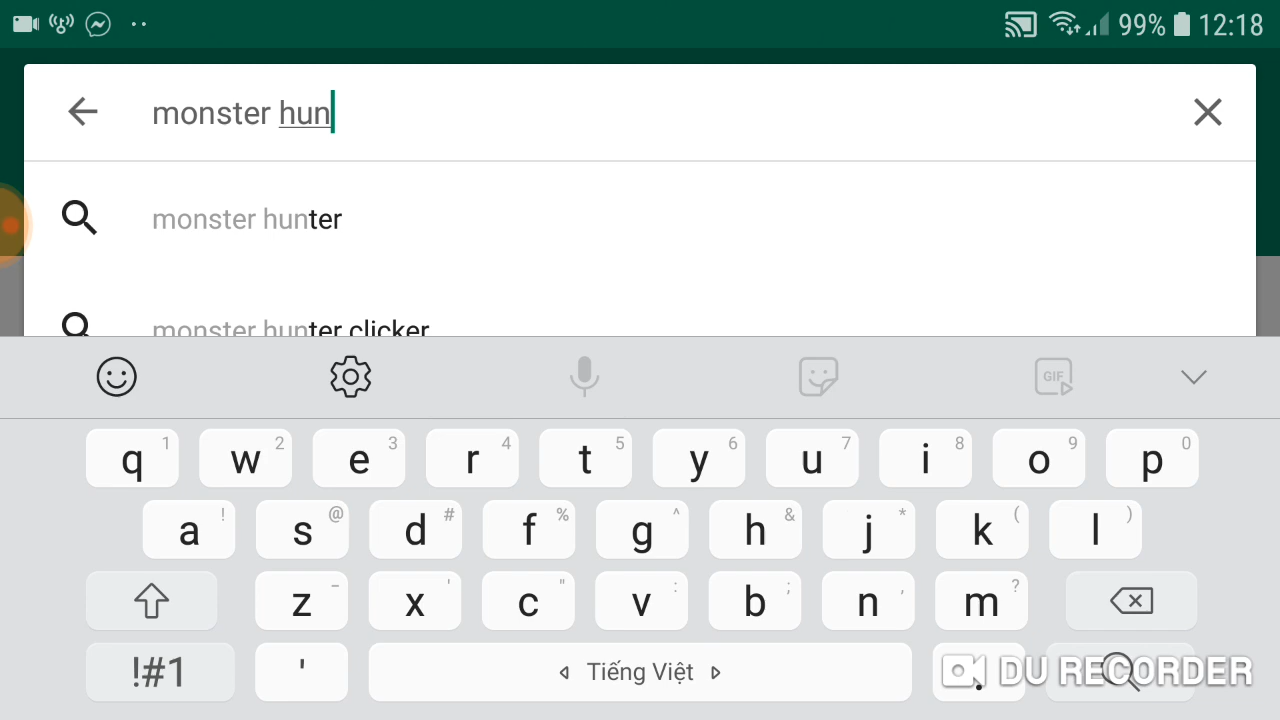 99% 12:18
monster hun
monster hunter
monster hunter clicker
GIF
q 1 w 2 e 3 r 4 t 5 y 6 u 7 i 8 o 9 p 0
a ! s @ d # f % g ^ h & j * k ( l )
z - x ' c " v : b ; n , m ?
!#1 ' Tiếng Việt . DU RECORDER